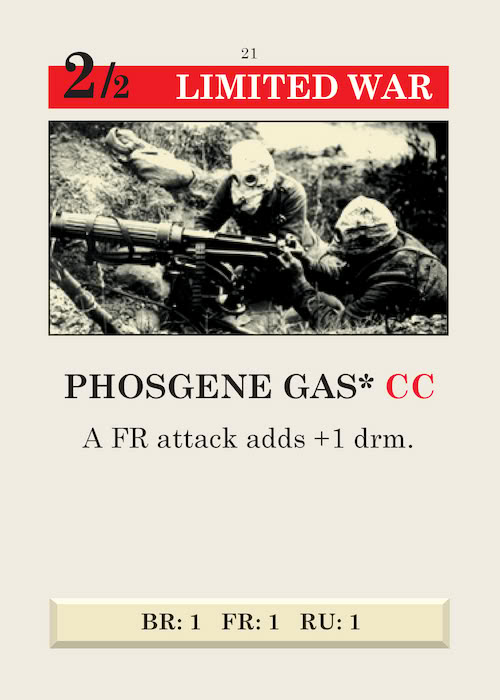 21
2/2 LIMITED WAR
PHOSGENE GAS* CC
A FR attack adds +1 drm.
BR: 1 FR: 1 RU: 1